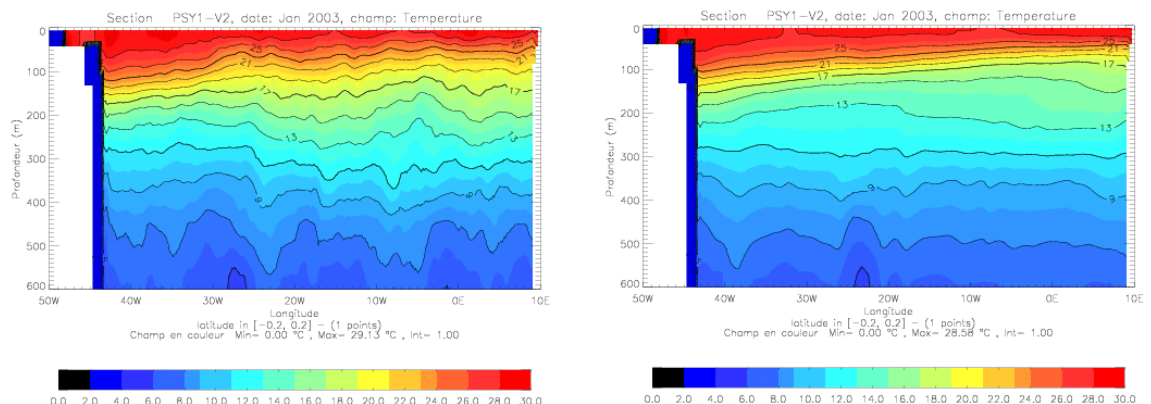 Section PSY1-V2, date: Jan 2003, champ: Temperature
0
100
200
300
400
500
600
Profondeur (m)
25
21
17
13
9
25
21
17
13
9
50W 40W 30W 20W 10W 0E 10E
Longitude
latitude in [-0.2, 0.2] - (1 points)
Champ en couleur Min- 0.00 °C , Max- 29.13 °C , Int- 1.00
0.0 2.0 4.0 6.0 8.0 10.0 12.0 14.0 16.0 18.0 20.0 22.0 24.0 26.0 28.0 30.0
Section PSY1-V2, date: Jan 2003, champ: Temperature
0
100
200
300
400
500
600
Profondeur (m)
25
21
17
13
9
25
17
13
9
50W 40W 30W 20W 10W 0E 10E
Longitude
latitude in [-0.2, 0.2] - (1 points)
Champ en couleur Min- 0.00 °C , Max- 28.58 °C , Int- 1.00
0.0 2.0 4.0 6.0 8.0 10.0 12.0 14.0 16.0 18.0 20.0 22.0 24.0 26.0 28.0 30.0